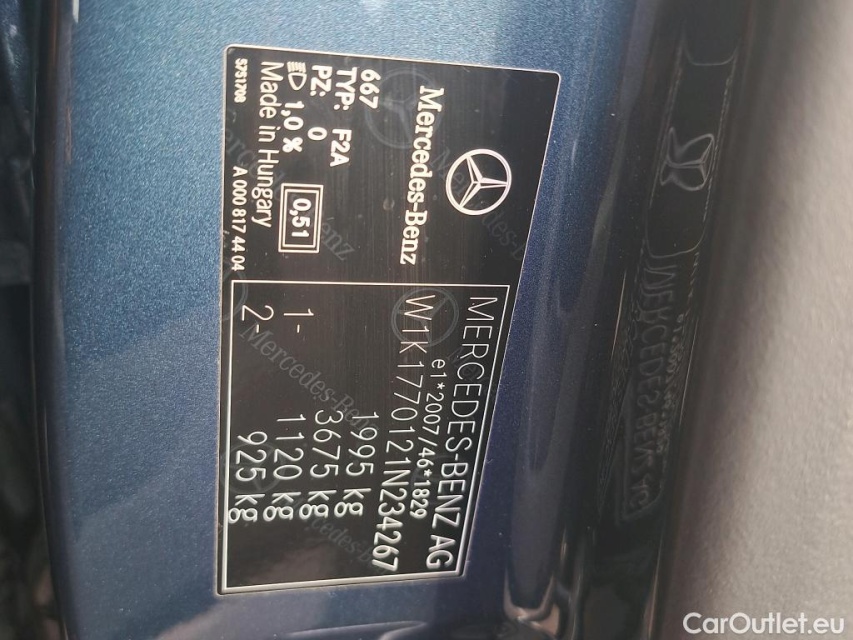 Mercedes-Benz
667
TYP: F2A
PZ: 0
1,0 % 0,51
Made in Hungary
5751708 A 000 817 44 04
MERCEDES-BENZ AG
e1*2007/46*1829
W1K1770121N234267
1995 kg
3675 kg
1- 1120 kg
2- 925 kg
CarOutlet.eu